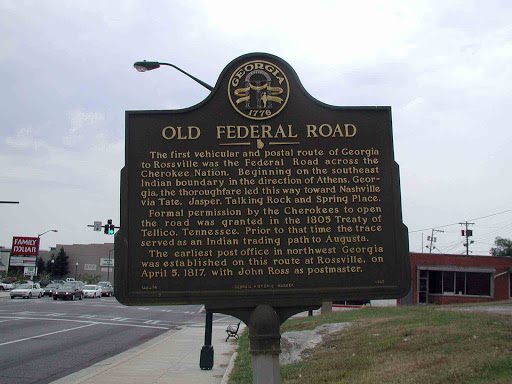 GEORGIA
1776
OLD FEDERAL ROAD
The first vehicular and postal route of Georgia
to Rossville was the Federal Road across the
Cherokee Nation. Beginning on the southeast
Indian boundary in the direction of Athens, Geor-
gia, the thoroughfare led this way toward Nashville
via Tate, Jasper, Talking Rock and Spring Place.
Formal permission by the Cherokees to open
the road was granted in the 1805 Treaty of
Tellico, Tennessee. Prior to that time the trace
served as an Indian trading path to Augusta.
The earliest post office in northwest Georgia
was established on this route at Rossville, on
April 5, 1817, with John Ross as postmaster.
FAMILY
DOLLAR